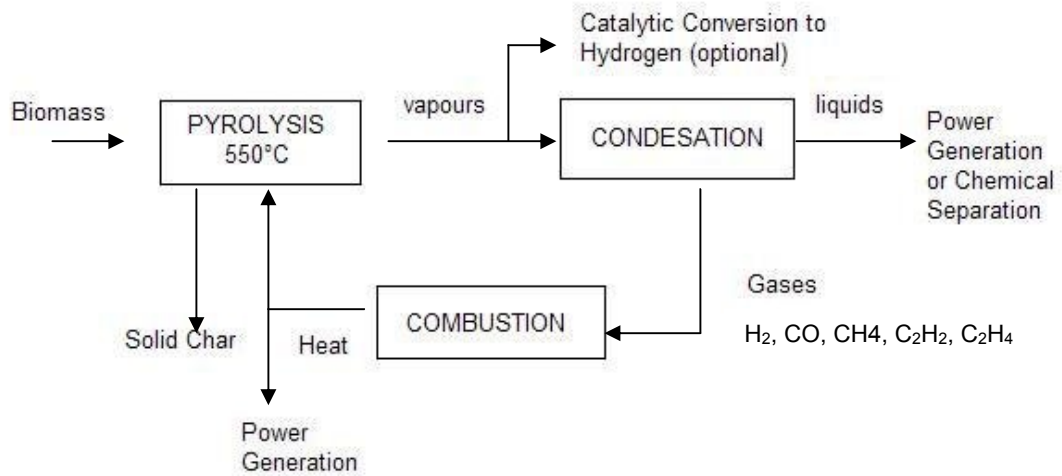 Catalytic Conversion to
Hydrogen (optional)
Biomass
PYROLYSIS
550°C
vapours
CONDESATION
liquids
Power
Generation
or Chemical
Separation
Gases
H₂, CO, CH4, C₂H₂, C₂H₄
COMBUSTION
Solid Char
Heat
Power
Generation